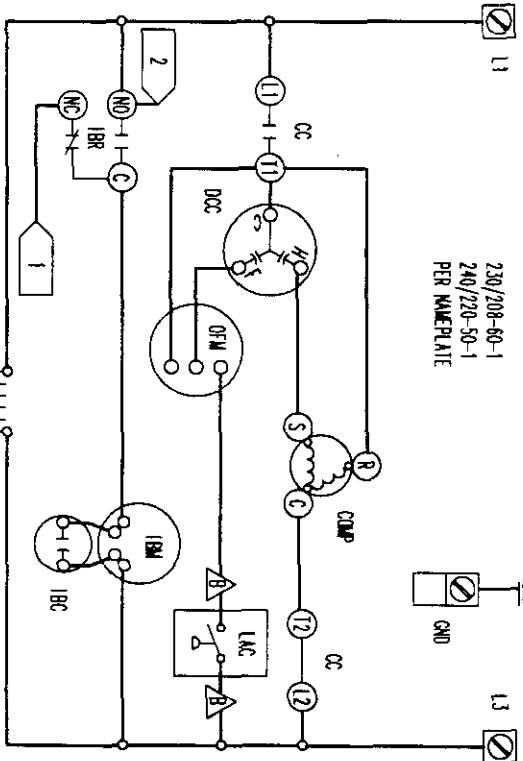 L1
L3
230/208-60-1
240/220-50-1
PER NAMEPLATE
GND
L1
CC
T1
R
S
COMP
C
T2
CC
L2
DCC
C
H
F
OFM
B
LAC
B
2
NO
NC
IBR
C
1
IBM
IBC